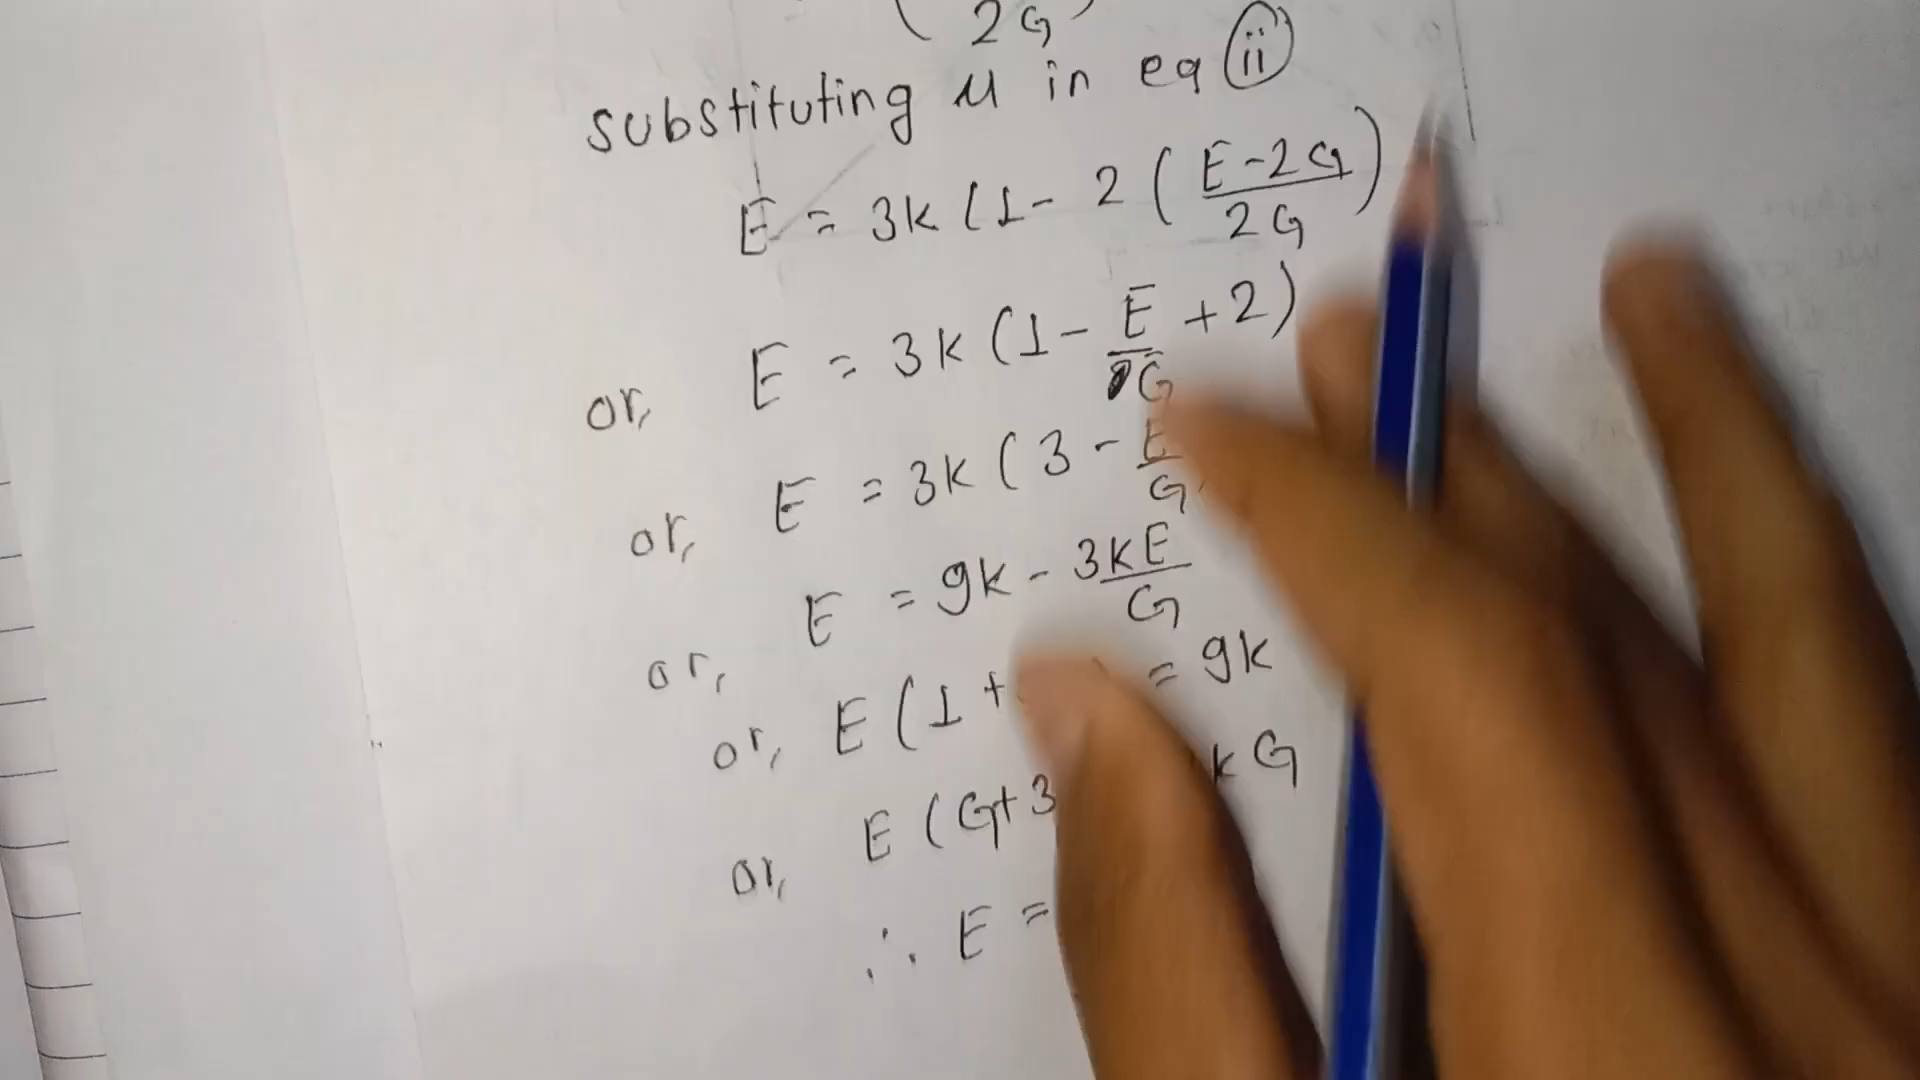 ( 2G )
substituting μ in eq (ii)
E = 3k (1 - 2 ( E-2G / 2G )
or, E = 3k (1 - E / G + 2)
or, E = 3k ( 3 - E / G
or, E = 9k - 3kE / G
or, E (1 + ) = 9k
or, E (G+3 kG
∴ E =